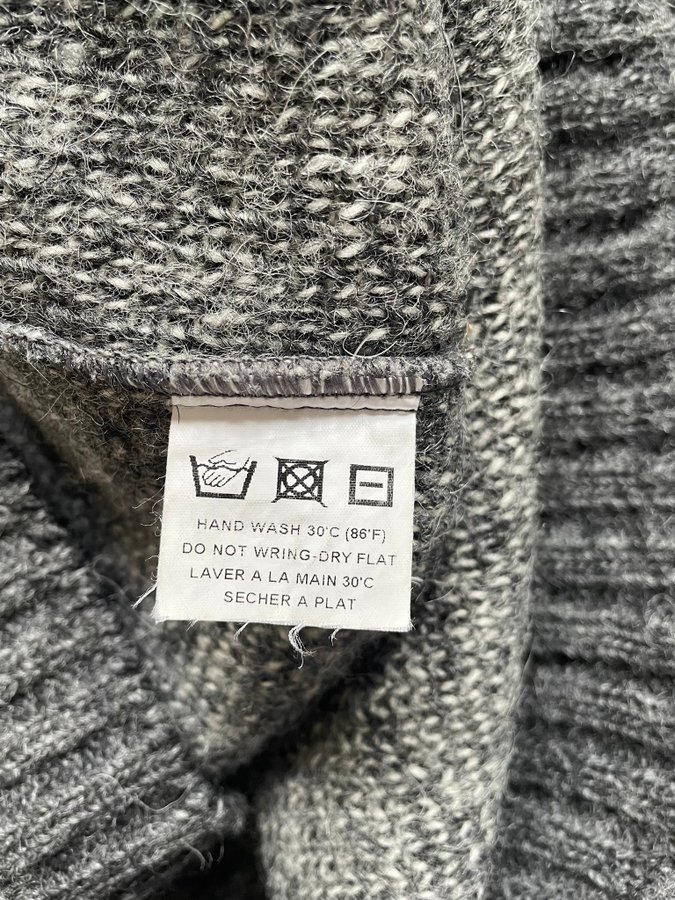 HAND WASH 30'C (86'F)
DO NOT WRING-DRY FLAT
LAVER A LA MAIN 30'C
SECHER A PLAT